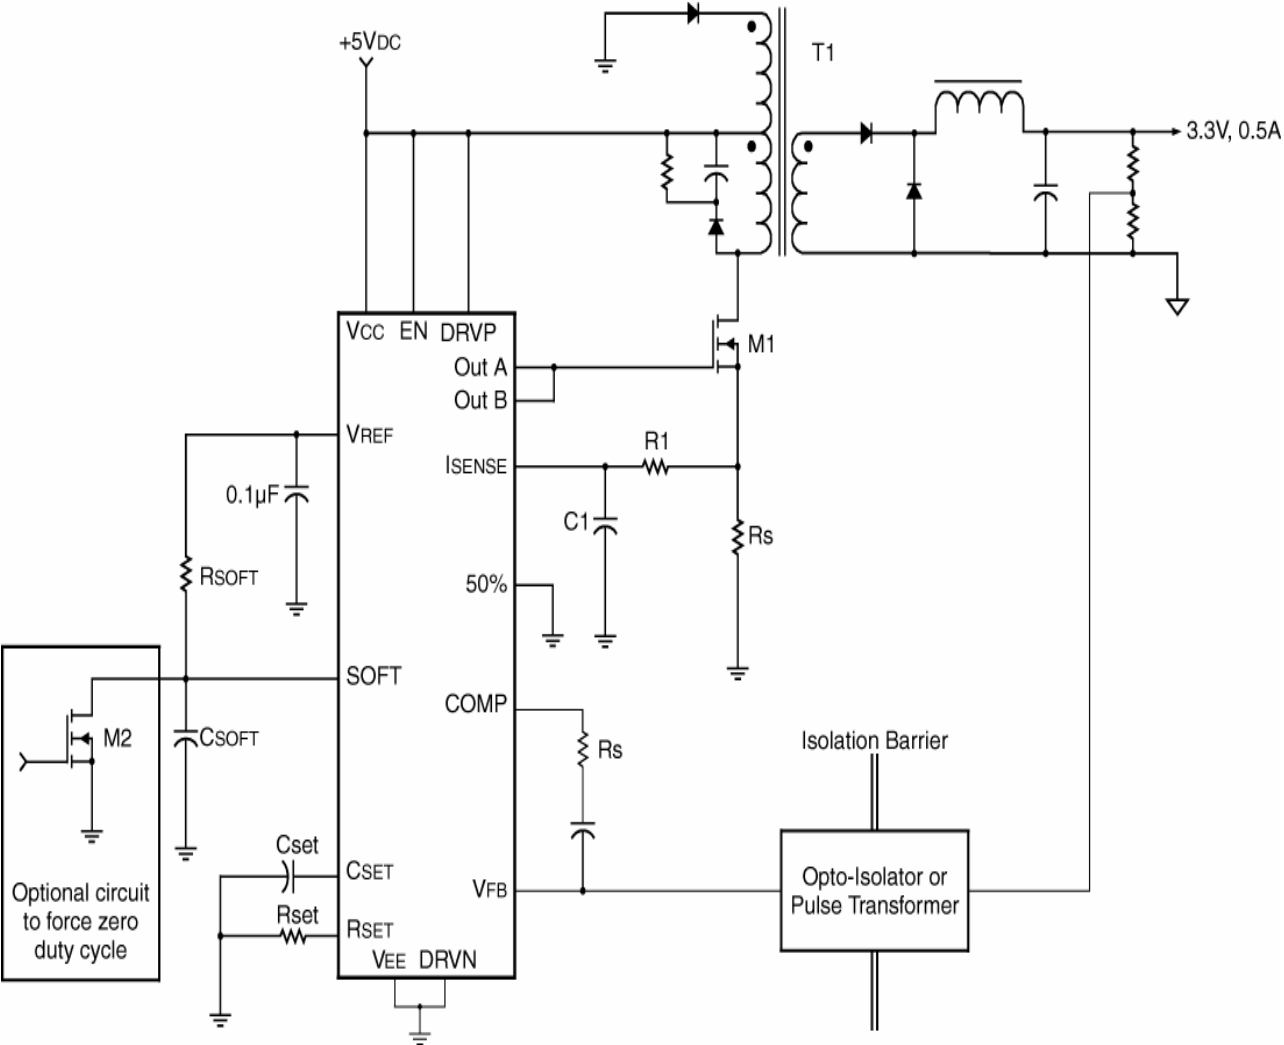 +5VDC
T1
3.3V, 0.5A
VCC EN DRVP
Out A
Out B
M1
VREF
ISENSE
R1
0.1µF
C1
Rs
RSOFT
50%
SOFT
COMP
M2
CSOFT
Rs
Isolation Barrier
Cset
CSET
Opto-Isolator or
Pulse Transformer
VFB
Optional circuit
to force zero
duty cycle
Rset
RSET
VEE DRVN